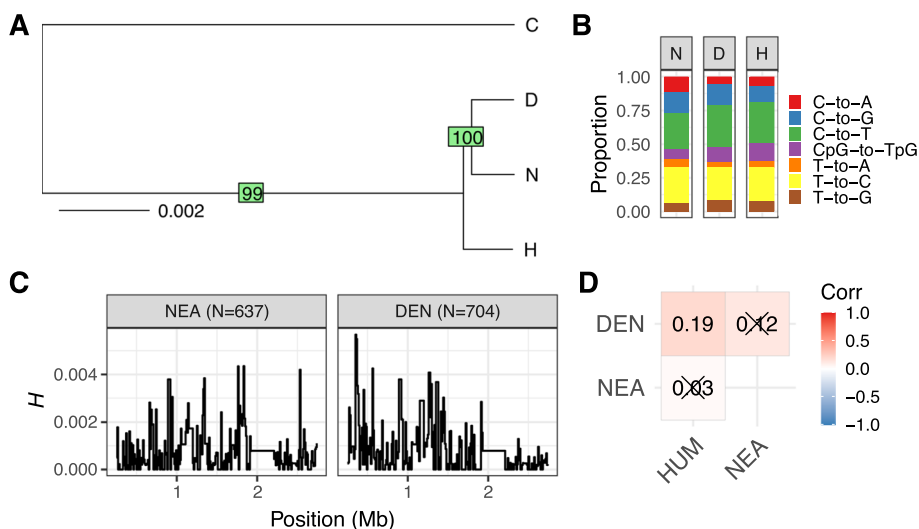 A
C
D
100
N
99
0.002
H
B
N D H
Proportion
1.00
0.75
0.50
0.25
0.00
C-to-A
C-to-G
C-to-T
CpG-to-TpG
T-to-A
T-to-C
T-to-G
C
NEA (N=637)
DEN (N=704)
H
0.004
0.002
0.000
1 2
1 2
Position (Mb)
D
DEN
0.19 0.12
NEA
0.03
HUM NEA
Corr
1.0
0.5
0.0
−0.5
−1.0